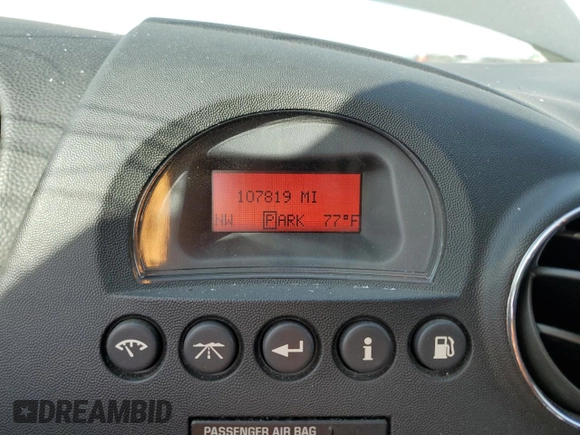 107819 MI
NW PARK 77°F
i
PASSENGER AIR BAG
DREAMBID